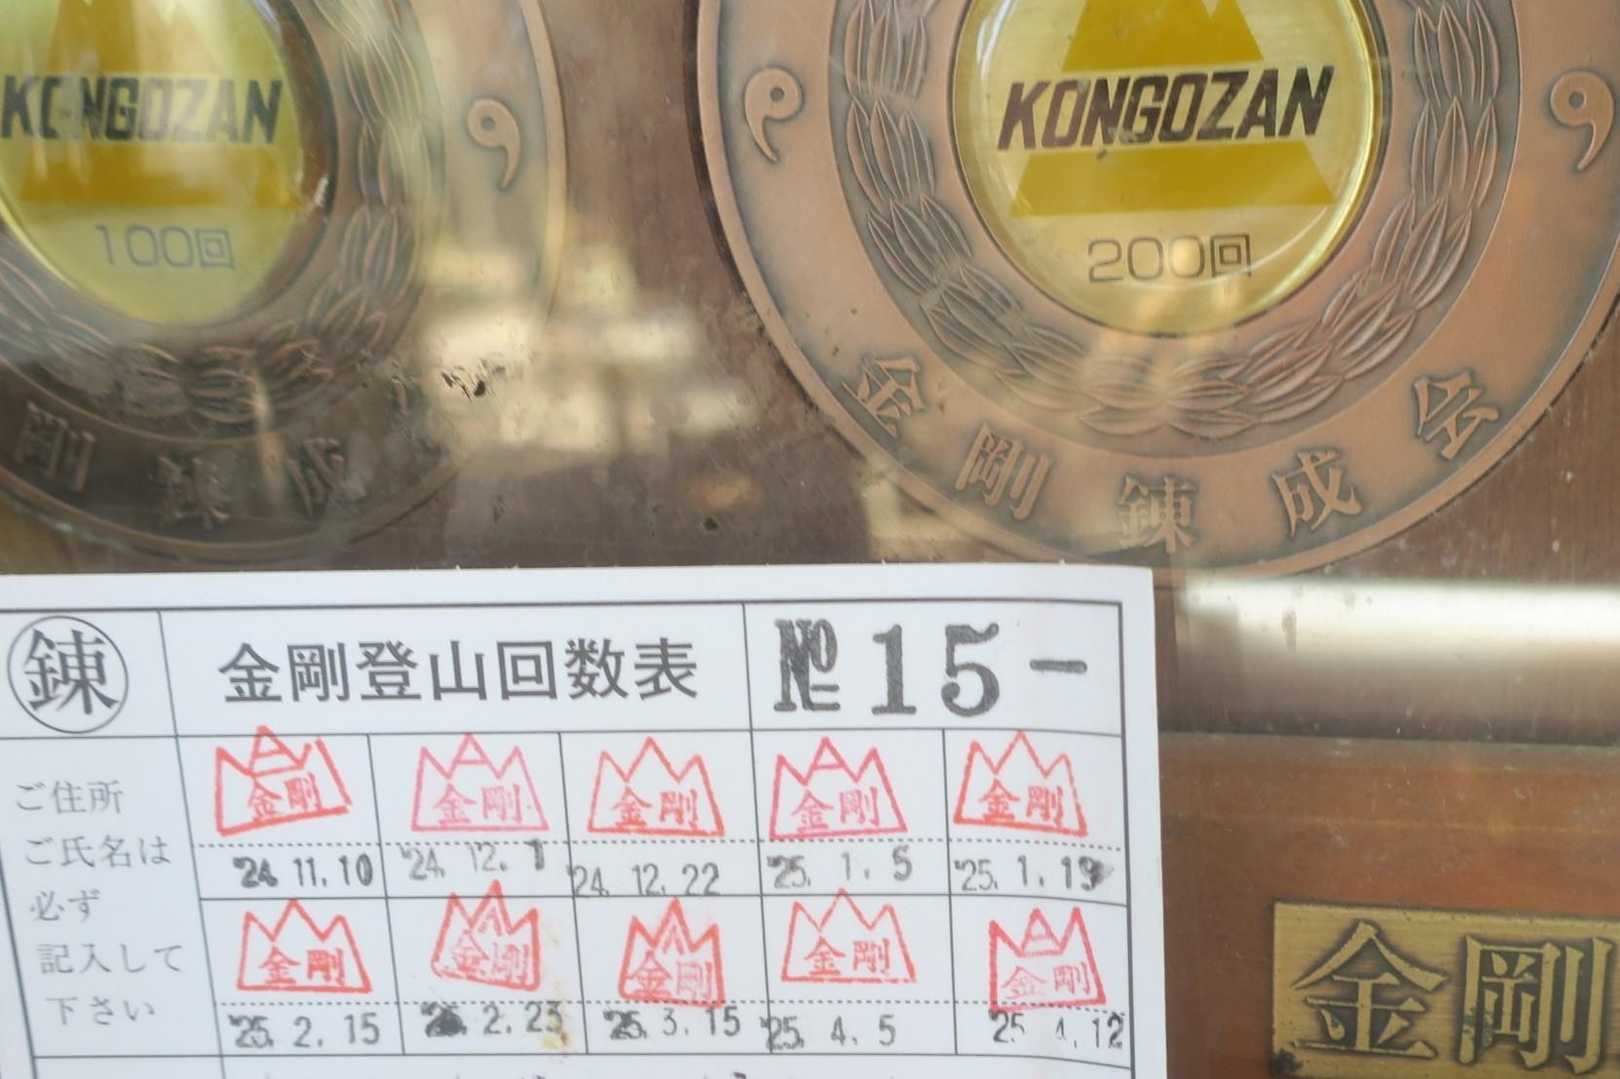 KONGOZAN
100回
剛錬成
KONGOZAN
200回
金剛錬成会
錬
金剛登山回数表
№15-
ご住所
ご氏名は
必ず
記入して
下さい
金剛 金剛 金剛 金剛 金剛
'24.11.10 '24.12.1 '24.12.22 '25.1.5 '25.1.19
金剛 金剛 金剛 金剛 金剛
'25.2.15 2.23 '25.3.15 '25.4.5 '25.4.12
金剛